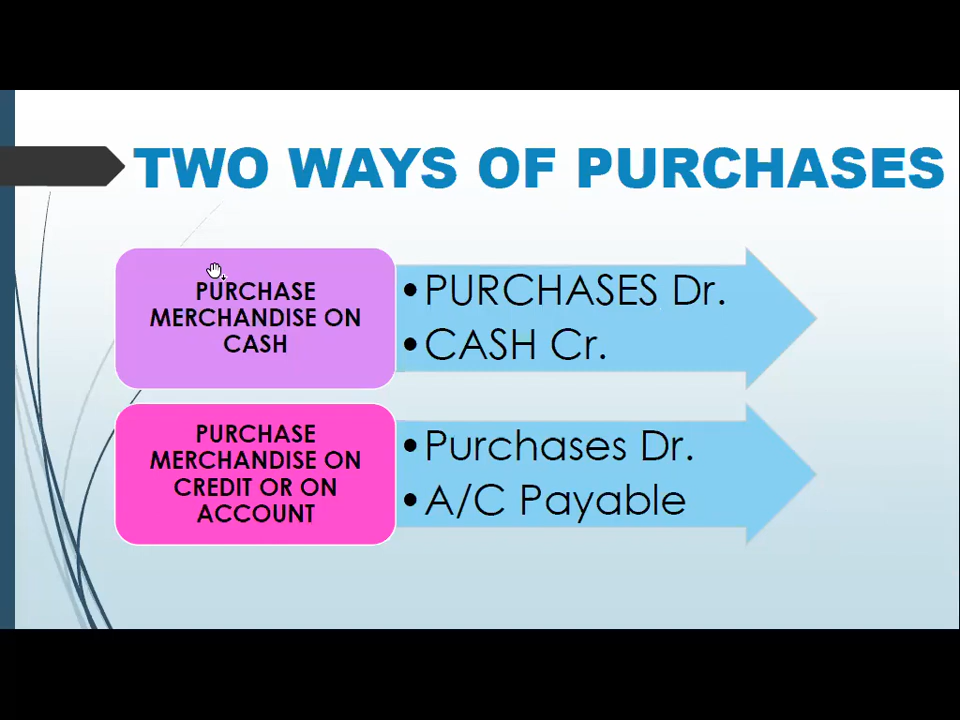 TWO WAYS OF PURCHASES
PURCHASE
MERCHANDISE ON
CASH
•PURCHASES Dr.
•CASH Cr.
PURCHASE
MERCHANDISE ON
CREDIT OR ON
ACCOUNT
•Purchases Dr.
•A/C Payable